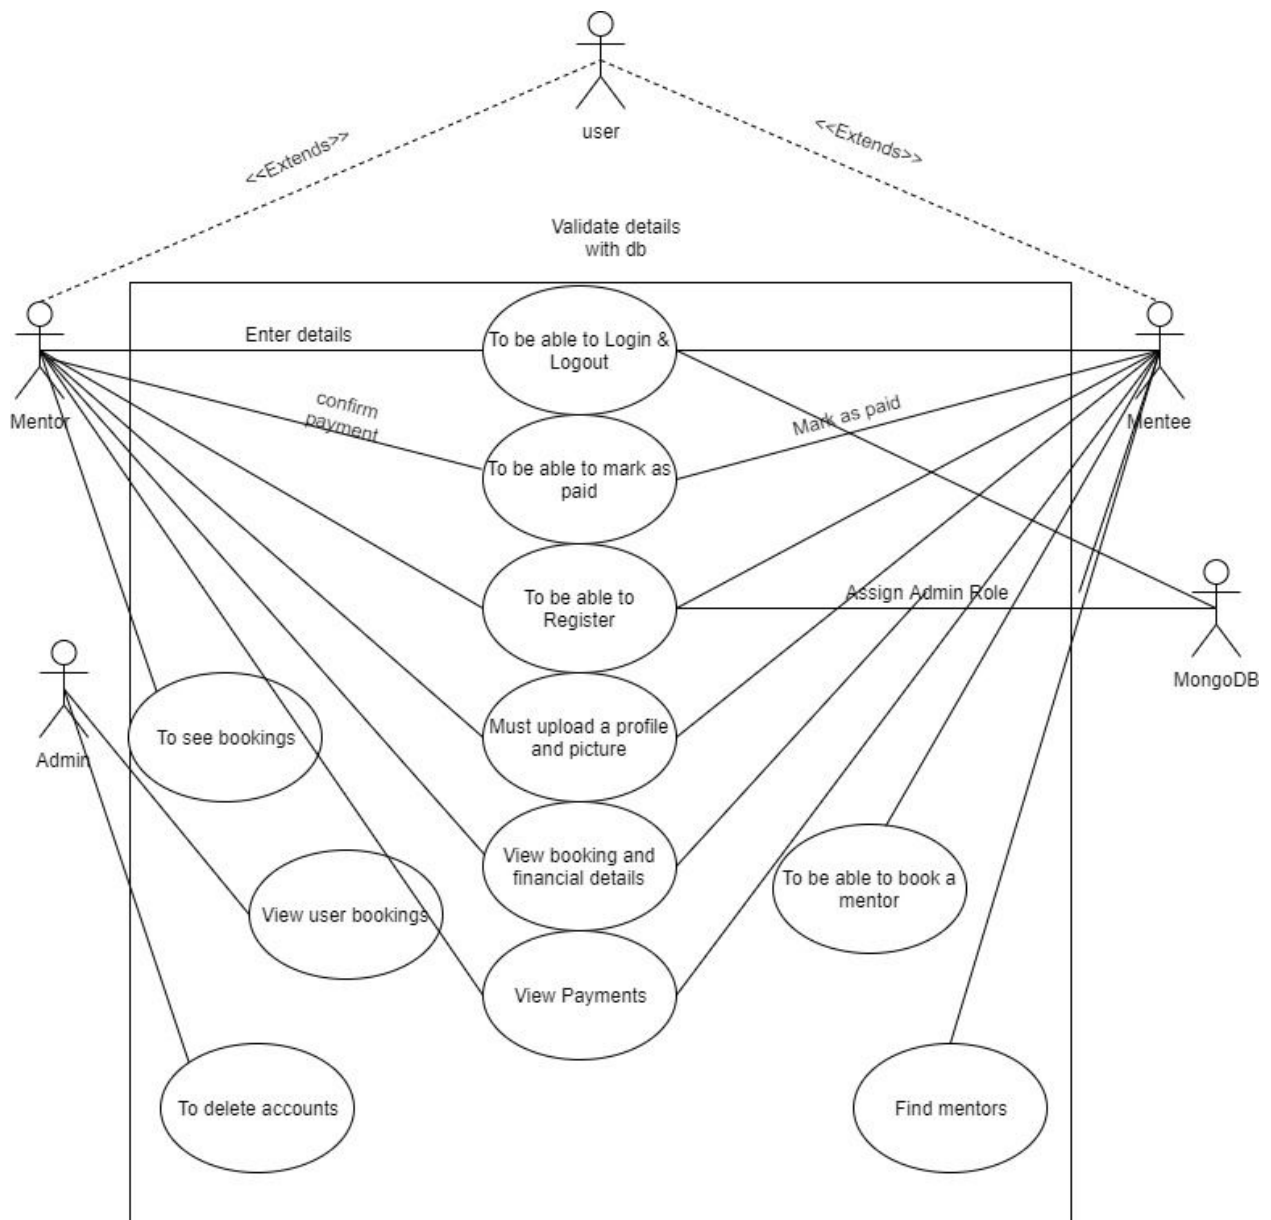 user
<<Extends>>
<<Extends>>
Validate details
with db
Enter details
To be able to Login &
Logout
Mentor
Mentee
confirm
payment
Mark as paid
To be able to mark as
paid
To be able to
Register
Assign Admin Role
MongoDB
Admin
To see bookings
Must upload a profile
and picture
View booking and
financial details
View user bookings
To be able to book a
mentor
View Payments
To delete accounts
Find mentors